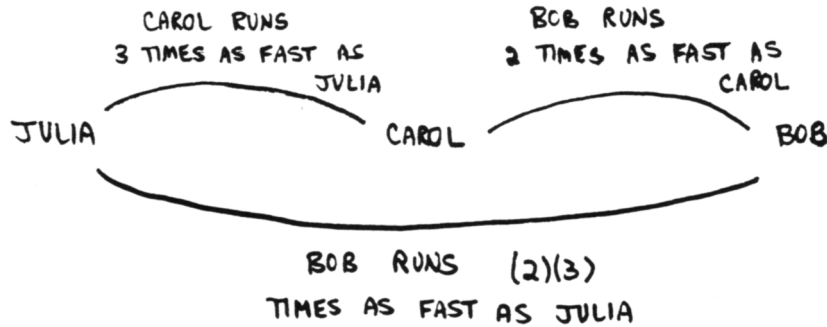 CAROL RUNS
3 TIMES AS FAST AS
JULIA
BOB RUNS
2 TIMES AS FAST AS
CAROL
JULIA
CAROL
BOB
BOB RUNS (2)(3)
TIMES AS FAST AS JULIA